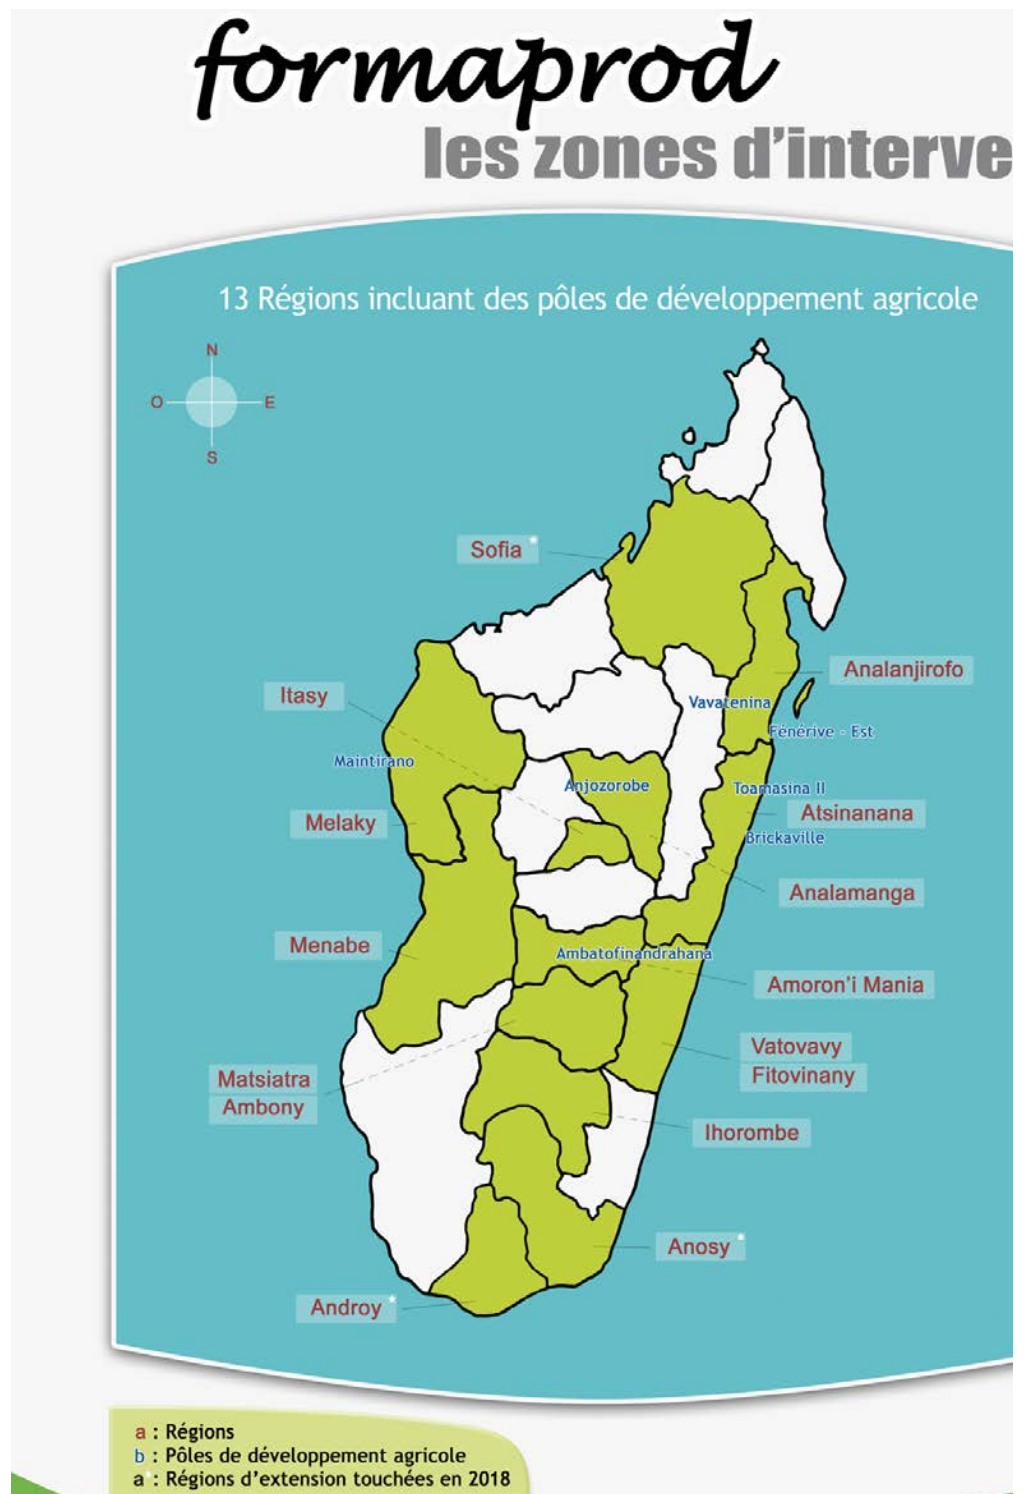 formaprod
les zones d'interve
13 Régions incluant des pôles de développement agricole
N
O
E
S
Sofia *
Analanjirofo
Itasy
Vavatenina
Fénérive - Est
Maintirano
Anjozorobe
Toamasina II
Atsinanana
Melaky
Brickaville
Analamanga
Menabe
Ambatofinandrahana
Amoron'i Mania
Vatovavy
Fitovinany
Matsiatra
Ambony
Ihorombe
Anosy *
Androy *
a : Régions
b : Pôles de développement agricole
a* : Régions d'extension touchées en 2018